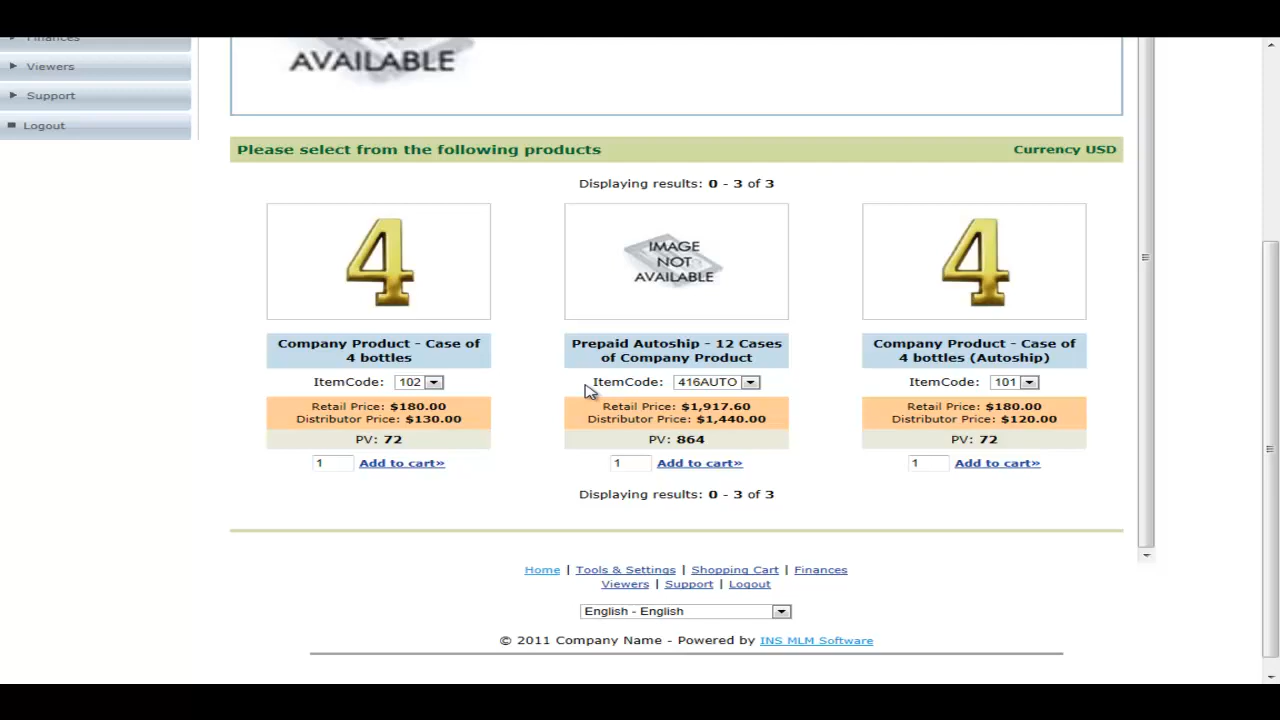 Finances
Viewers
Support
Logout
AVAILABLE
Please select from the following products Currency USD
Displaying results: 0 - 3 of 3
4
IMAGE
NOT
AVAILABLE
4
Company Product - Case of
4 bottles
ItemCode: 102
Retail Price: $180.00
Distributor Price: $130.00
PV: 72
1 Add to cart»
Prepaid Autoship - 12 Cases
of Company Product
ItemCode: 416AUTO
Retail Price: $1,917.60
Distributor Price: $1,440.00
PV: 864
1 Add to cart»
Company Product - Case of
4 bottles (Autoship)
ItemCode: 101
Retail Price: $180.00
Distributor Price: $120.00
PV: 72
1 Add to cart»
Displaying results: 0 - 3 of 3
Home | Tools & Settings | Shopping Cart | Finances
Viewers | Support | Logout
English - English
© 2011 Company Name - Powered by INS MLM Software